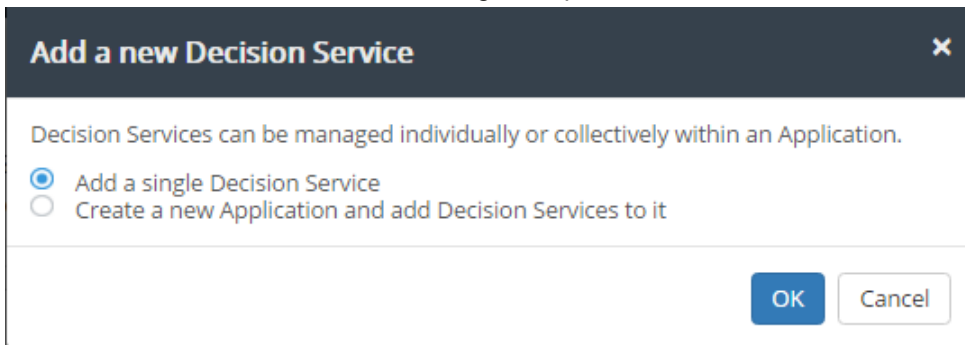 Add a new Decision Service
Decision Services can be managed individually or collectively within an Application.
Add a single Decision Service
Create a new Application and add Decision Services to it
OK Cancel